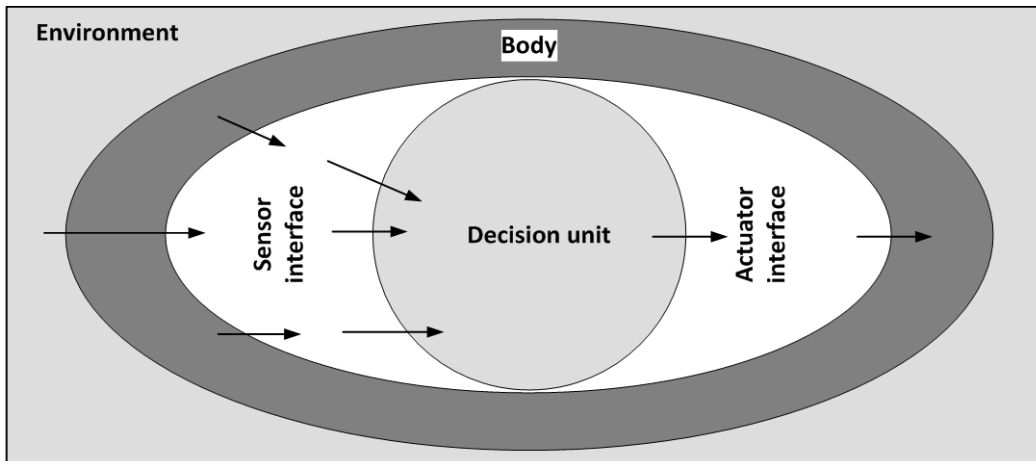 Environment
Body
Sensor
interface
Decision unit
Actuator
interface